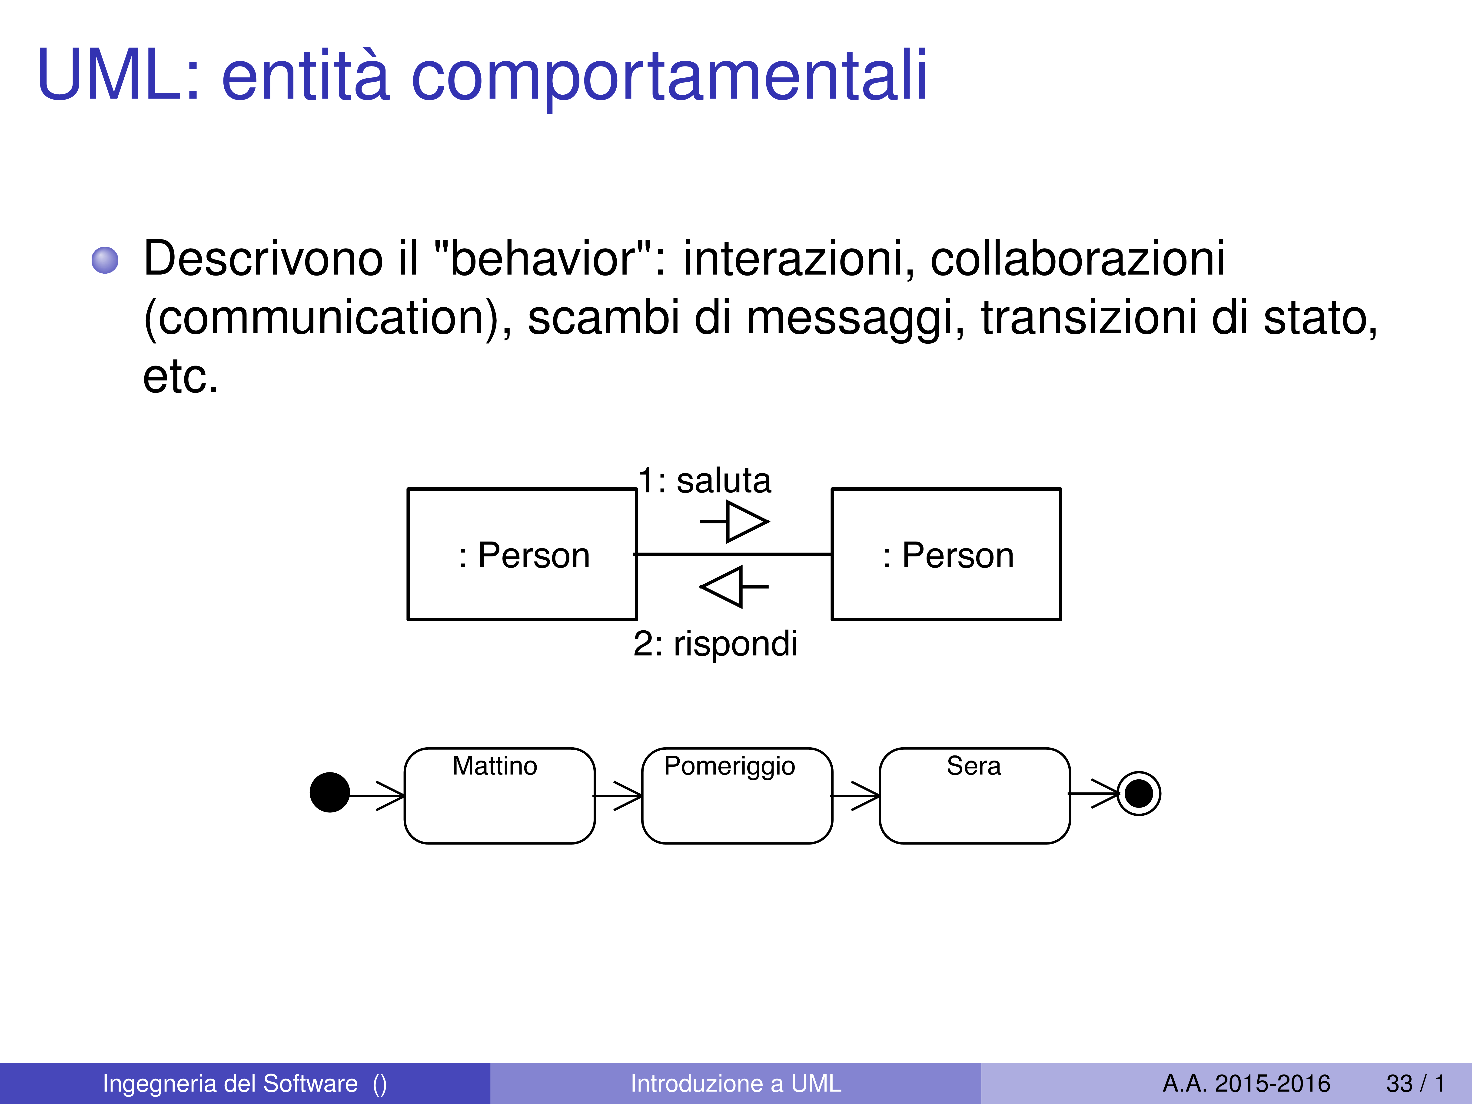 UML: entità comportamentali
Descrivono il "behavior": interazioni, collaborazioni
(communication), scambi di messaggi, transizioni di stato,
etc.
1: saluta
: Person
: Person
2: rispondi
Mattino
Pomeriggio
Sera
Ingegneria del Software ()
Introduzione a UML
A.A. 2015-2016
33 / 1